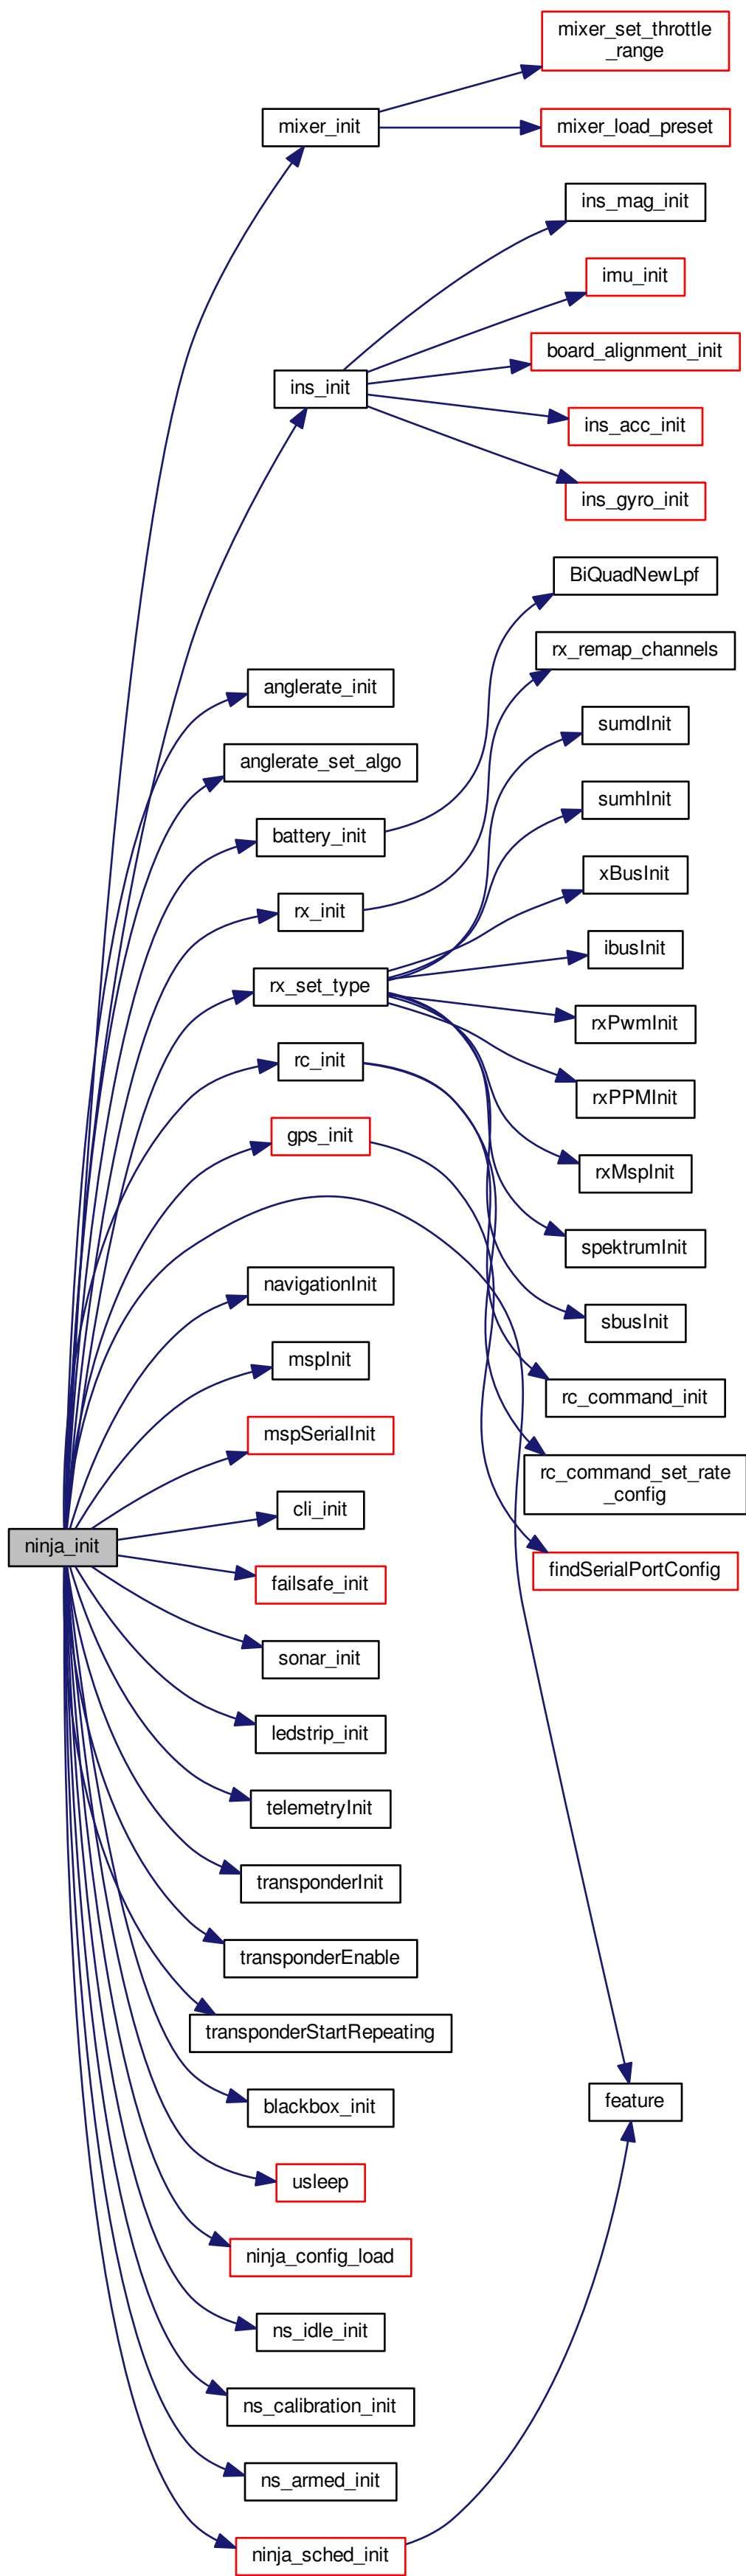 mixer_set_throttle
_range
mixer_init
mixer_load_preset
ins_mag_init
imu_init
board_alignment_init
ins_init
ins_acc_init
ins_gyro_init
BiQuadNewLpf
rx_remap_channels
anglerate_init
sumdInit
anglerate_set_algo
sumhInit
battery_init
xBusInit
rx_init
ibusInit
rx_set_type
rxPwmInit
rc_init
rxPPMInit
gps_init
rxMspInit
spektrumInit
navigationInit
sbusInit
mspInit
rc_command_init
mspSerialInit
rc_command_set_rate
_config
cli_init
ninja_init
findSerialPortConfig
failsafe_init
sonar_init
ledstrip_init
telemetryInit
transponderInit
transponderEnable
transponderStartRepeating
feature
blackbox_init
usleep
ninja_config_load
ns_idle_init
ns_calibration_init
ns_armed_init
ninja_sched_init